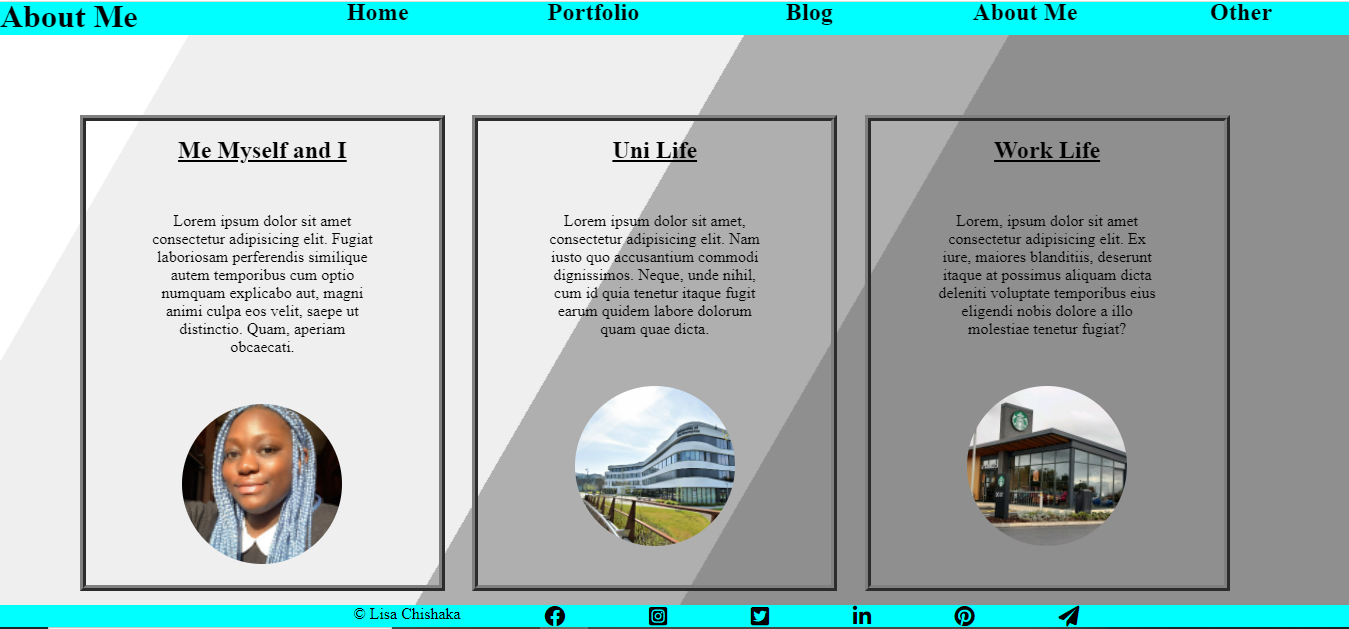 About Me
Home
Portfolio
Blog
About Me
Other
Me Myself and I
Lorem ipsum dolor sit amet
consectetur adipisicing elit. Fugiat
laboriosam perferendis similique
autem temporibus cum optio
numquam explicabo aut, magni
animi culpa eos velit, saepe ut
distinctio. Quam, aperiam
obcaecati.
Uni Life
Lorem ipsum dolor sit amet,
consectetur adipisicing elit. Nam
iusto quo accusantium commodi
dignissimos. Neque, unde nihil,
cum id quia tenetur itaque fugit
earum quidem labore dolorum
quam quae dicta.
Work Life
Lorem, ipsum dolor sit amet
consectetur adipisicing elit. Ex
iure, maiores blanditiis, deserunt
itaque at possimus aliquam dicta
deleniti voluptate temporibus eius
eligendi nobis dolore a illo
molestiae tenetur fugiat?
© Lisa Chishaka
in